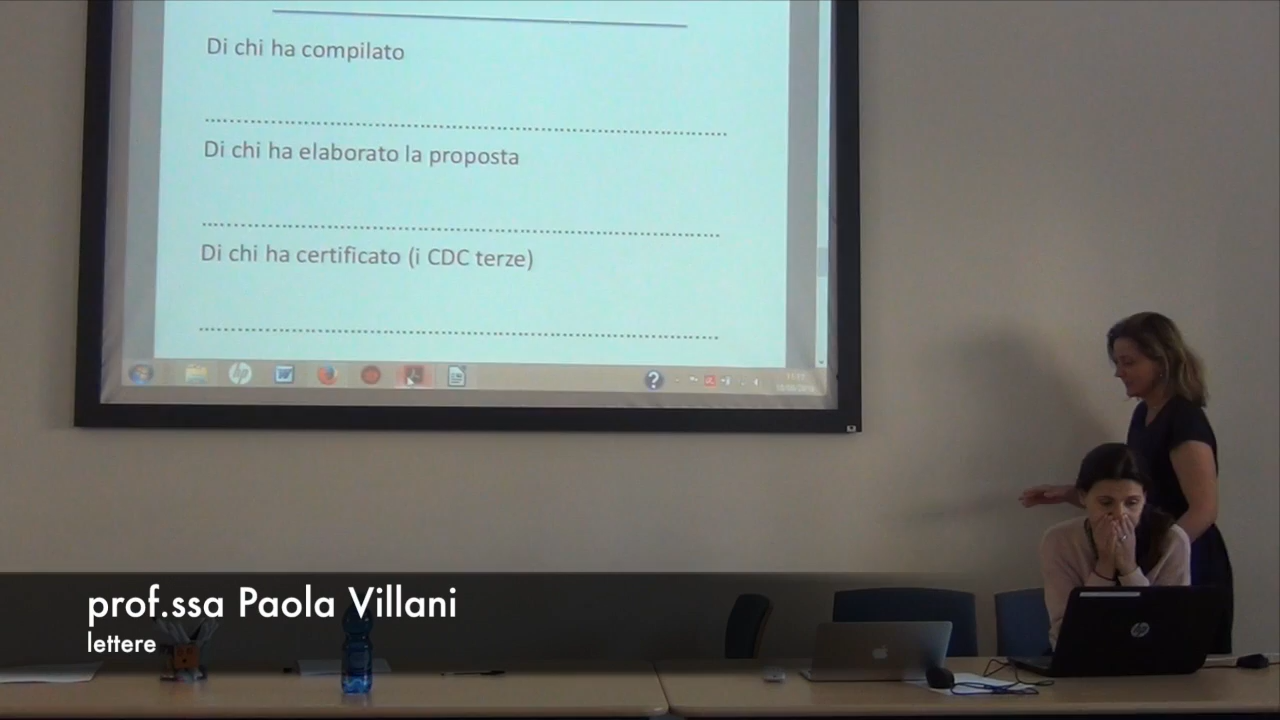 Di chi ha compilato
................................................................................
Di chi ha elaborato la proposta
................................................................................
Di chi ha certificato (i CDC terze)
................................................................................
prof.ssa Paola Villani
lettere
hp